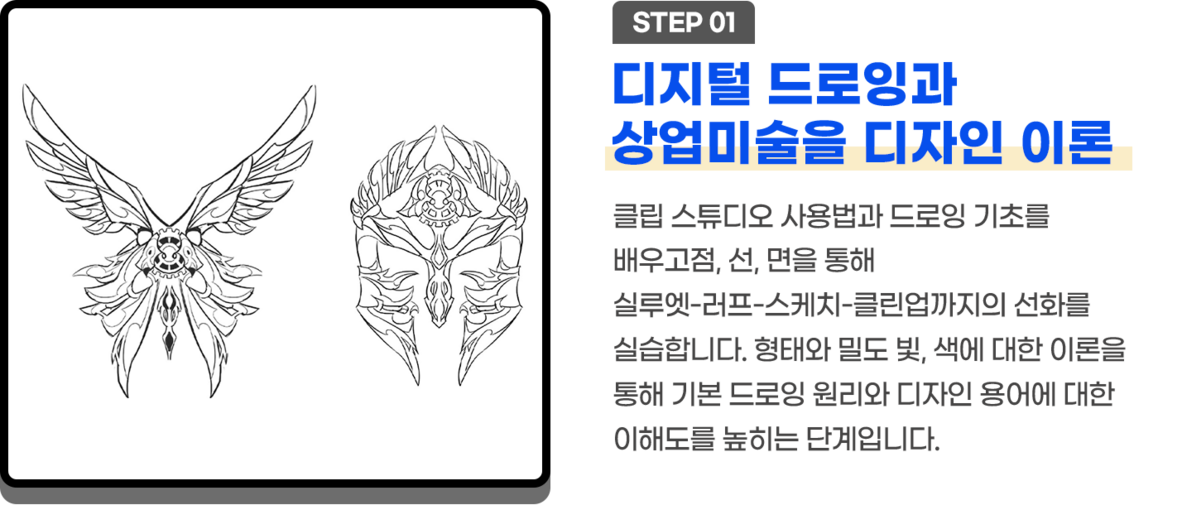 STEP 01
디지털 드로잉과
상업미술을 디자인 이론
클립 스튜디오 사용법과 드로잉 기초를
배우고점, 선, 면을 통해
실루엣-러프-스케치-클린업까지의 선화를
실습합니다. 형태와 밀도 빛, 색에 대한 이론을
통해 기본 드로잉 원리와 디자인 용어에 대한
이해도를 높히는 단계입니다.